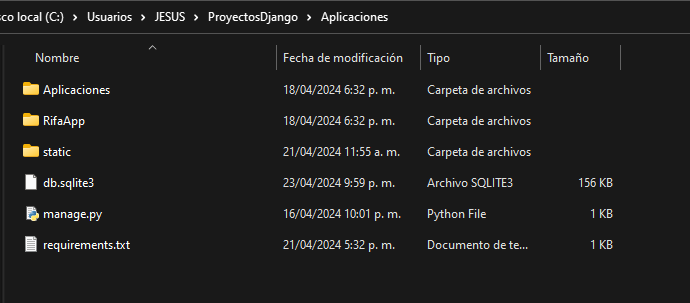 sco local (C:) > Usuarios > JESUS > ProyectosDjango > Aplicaciones
Nombre Fecha de modificación Tipo Tamaño
Aplicaciones 18/04/2024 6:32 p. m. Carpeta de archivos
RifaApp 18/04/2024 6:32 p. m. Carpeta de archivos
static 21/04/2024 11:55 a. m. Carpeta de archivos
db.sqlite3 23/04/2024 9:59 p. m. Archivo SQLITE3 156 KB
manage.py 16/04/2024 10:01 p. m. Python File 1 KB
requirements.txt 21/04/2024 5:32 p. m. Documento de te... 1 KB